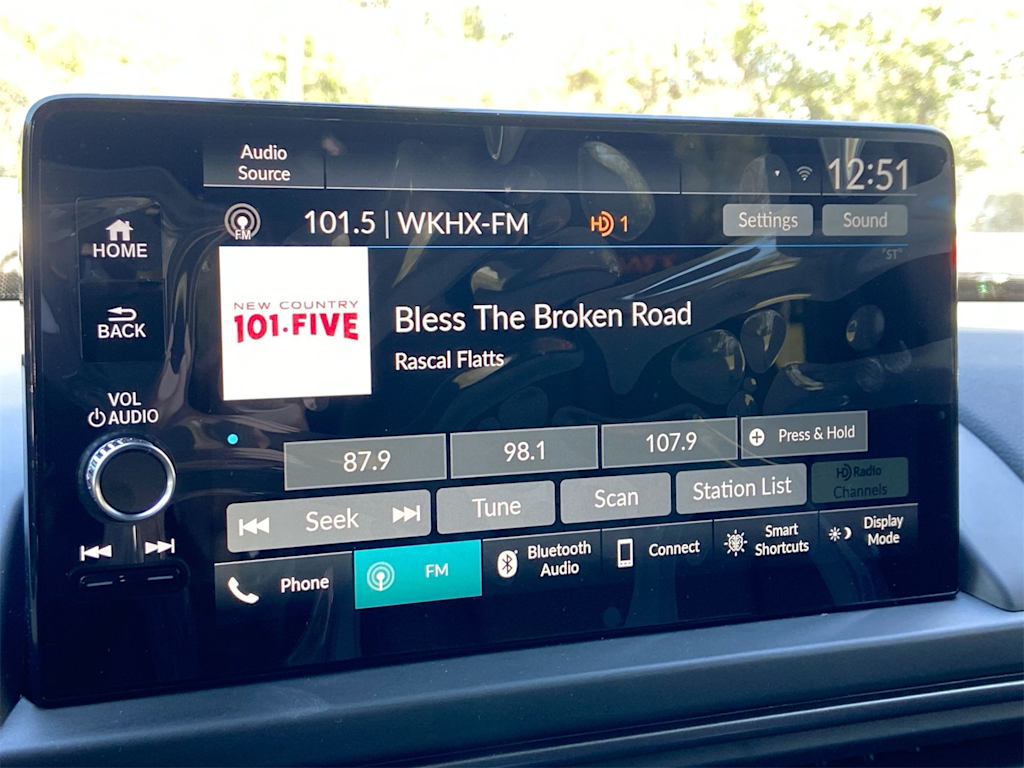 Audio
Source
12:51
FM
101.5 | WKHX-FM
HD 1
Settings
Sound
"ST"
HOME
BACK
NEW COUNTRY
101·FIVE
Bless The Broken Road
Rascal Flatts
VOL
AUDIO
87.9
98.1
107.9
Press & Hold
Seek
Tune
Scan
Station List
HD Radio
Channels
Phone
FM
Bluetooth
Audio
Connect
Smart
Shortcuts
Display
Mode